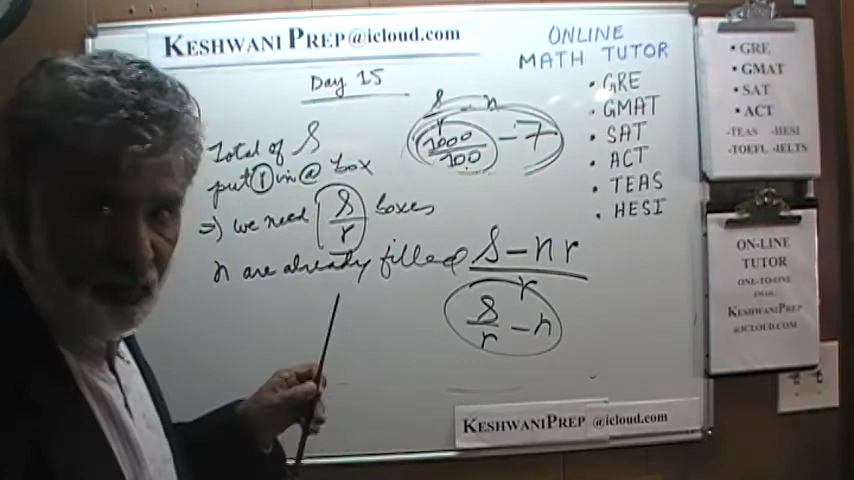 KESHWANI PREP@icloud.com
Day 15
Total of S
put r in @ box
⇒ we need S/r boxes
n are already filled
S/r - n
1000/100 - 7
S - nr / r
S/r - n
ONLINE
MATH TUTOR
• GRE
• GMAT
• SAT
• ACT
• TEAS
• HESI
• GRE
• GMAT
• SAT
• ACT
-TEAS -HESI
-TOEFL -IELTS
ON-LINE
TUTOR
ONE-TO-ONE
EMAIL:
KESHWANIPREP
@ICLOUD.COM
KESHWANIPREP @icloud.com